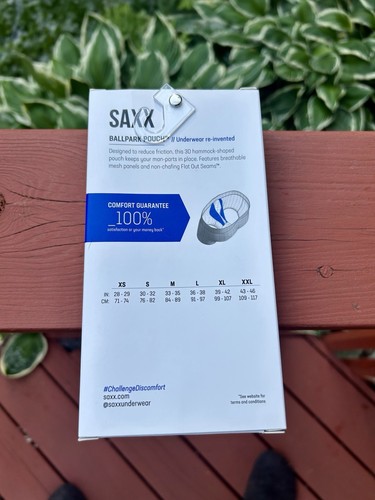 SAXX
BALLPARK POUCH™ // Underwear re-invented
Designed to reduce friction, this 3D hammock-shaped
pouch keeps your man-parts in place. Features breathable
mesh panels and non-chafing Flat Out Seams™.
COMFORT GUARANTEE
_100%
satisfaction or your money back*
XS S M L XL XXL
IN: 28 - 29 30 - 32 33 - 35 36 - 38 39 - 42 43 - 46
CM: 71 - 74 76 - 82 84 - 89 91 - 97 99 - 107 109 - 117
#ChallengeDiscomfort
saxx.com
@saxxunderwear
*See website for
terms and conditions